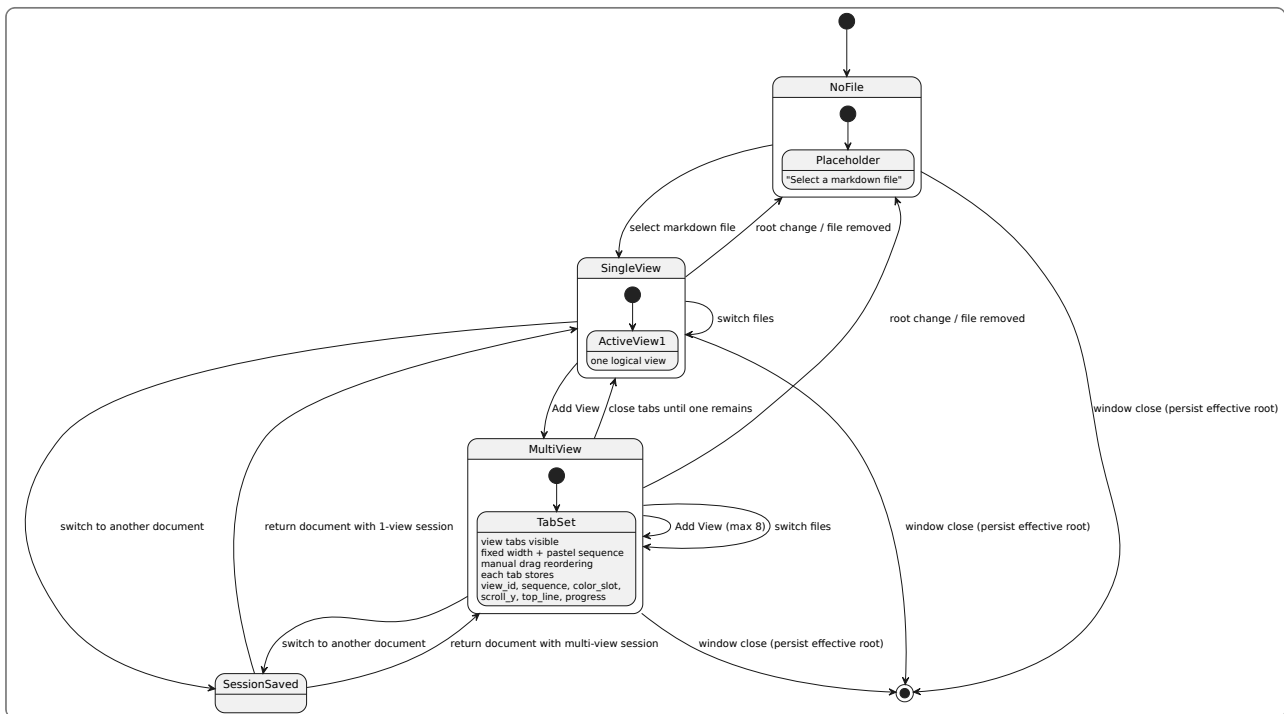 NoFile
Placeholder
"Select a markdown file"
select markdown file
root change / file removed
SingleView
switch files
root change / file removed
ActiveView1
one logical view
Add View
close tabs until one remains
window close (persist effective root)
MultiView
TabSet
view tabs visible
fixed width + pastel sequence
manual drag reordering
each tab stores
view_id, sequence, color_slot,
scroll_y, top_line, progress
Add View (max 8)
switch files
switch to another document
return document with 1-view session
window close (persist effective root)
switch to another document
return document with multi-view session
window close (persist effective root)
SessionSaved